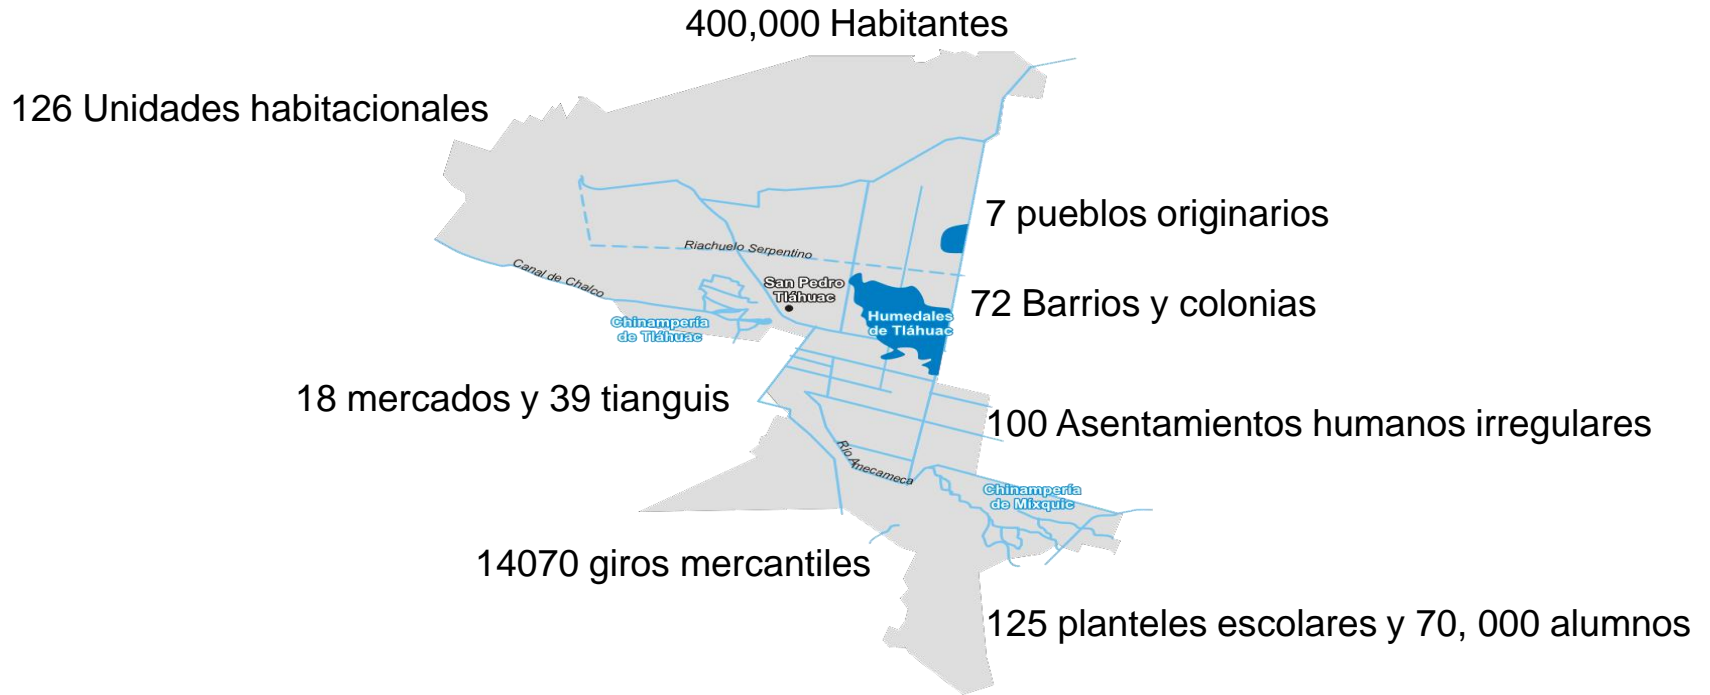 400,000 Habitantes
126 Unidades habitacionales
7 pueblos originarios
Riachuelo Serpentino
Canal de Chalco
San Pedro
Tláhuac
72 Barrios y colonias
Humedales
de Tláhuac
Chinampería
de Tláhuac
18 mercados y 39 tianguis
100 Asentamientos humanos irregulares
Río Amecameca
Chinampería
de Míxquic
14070 giros mercantiles
125 planteles escolares y 70, 000 alumnos